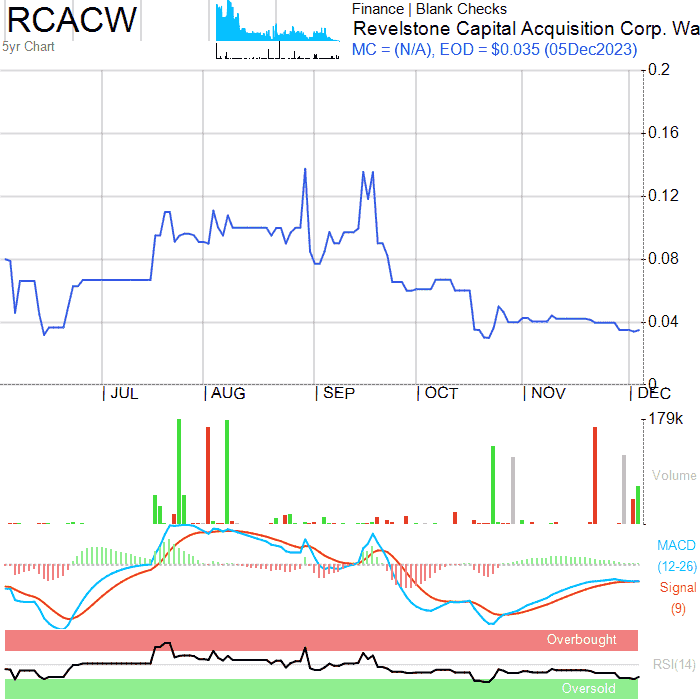 RCACW
5yr Chart
Finance | Blank Checks
Revelstone Capital Acquisition Corp. Wa
MC = (N/A), EOD = $0.035 (05Dec2023)
0.2
0.16
0.12
0.08
0.04
0
| JUL | AUG | SEP | OCT | NOV | DEC
179k
Volume
MACD
(12-26)
Signal
(9)
Overbought
RSI(14)
Oversold